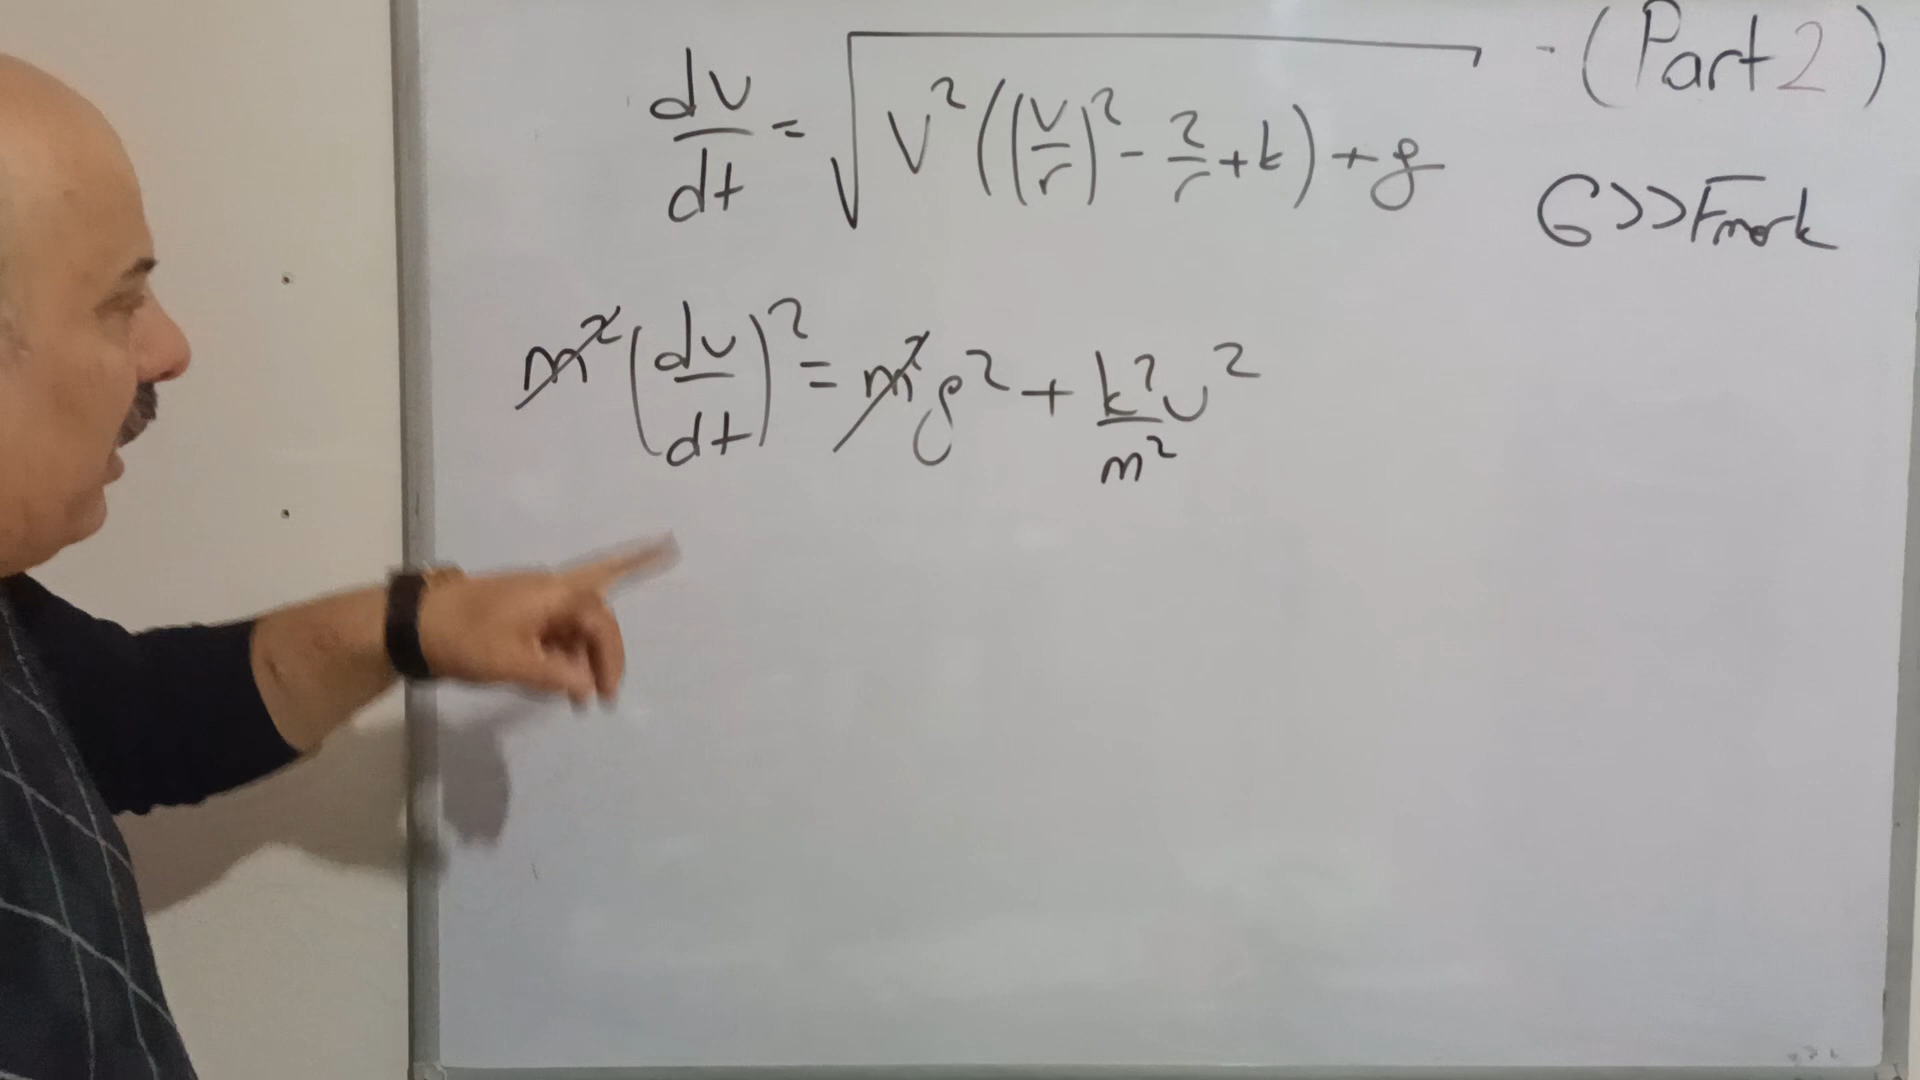 (Part 2)
dv/dt = √(V²((v/r)² - 2/r + k) + g)
G>>Fmork
m²(dv/dt)² = m²g² + k²/m² v²